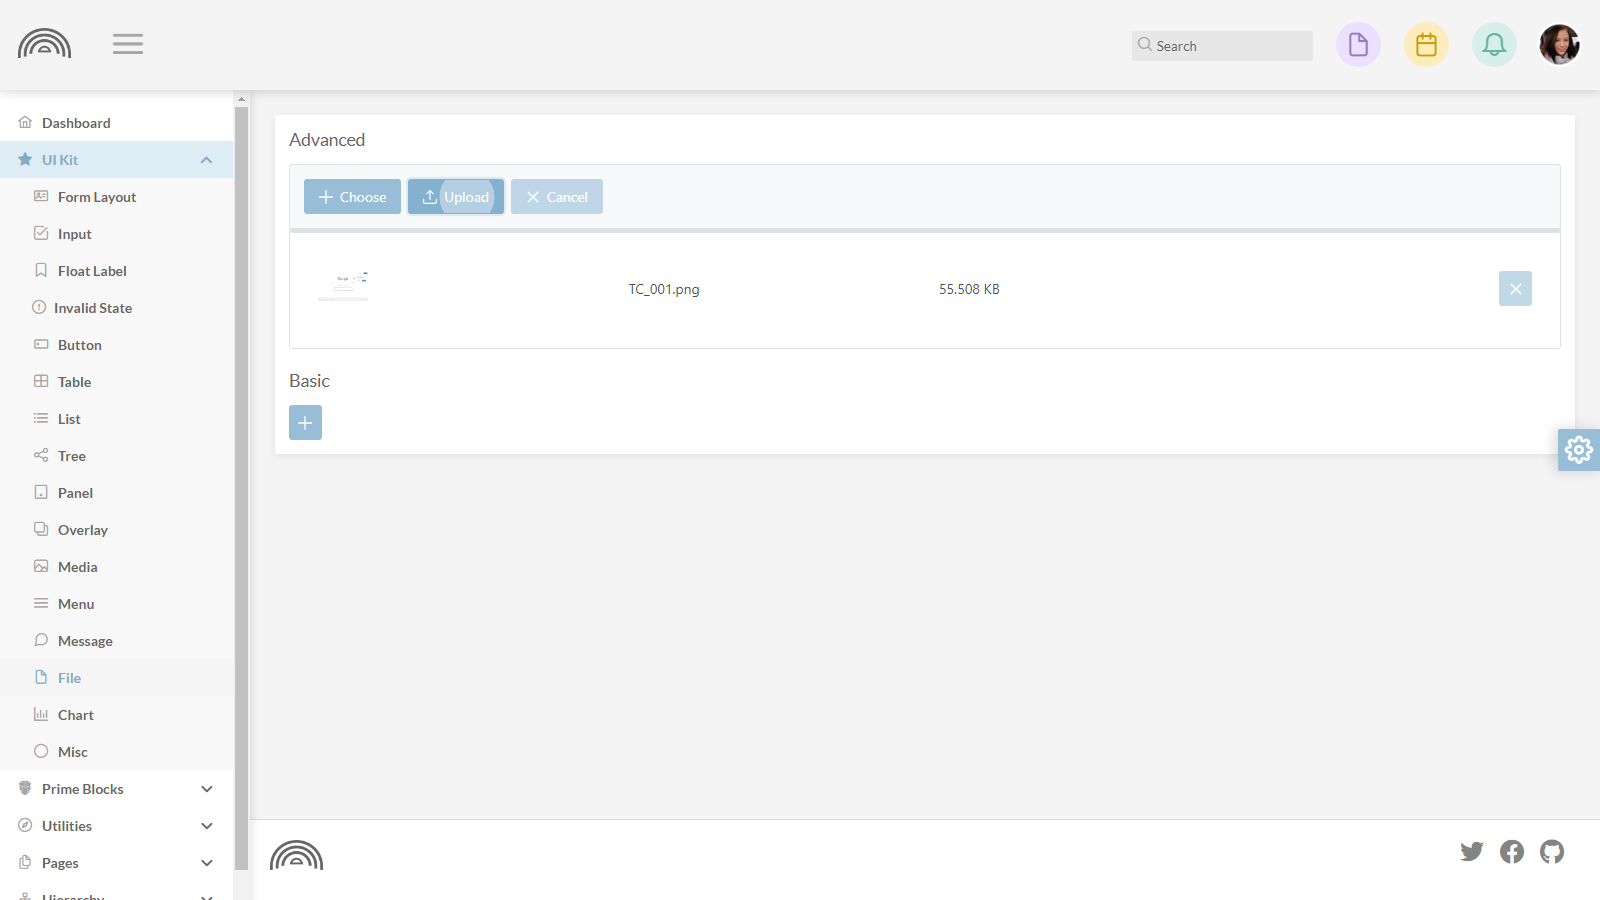 Search
Dashboard
UI Kit
Form Layout
Input
Float Label
Invalid State
Button
Table
List
Tree
Panel
Overlay
Media
Menu
Message
File
Chart
Misc
Prime Blocks
Utilities
Pages
Hierarchy
Advanced
Choose Upload Cancel
TC_001.png 55.508 KB
Basic